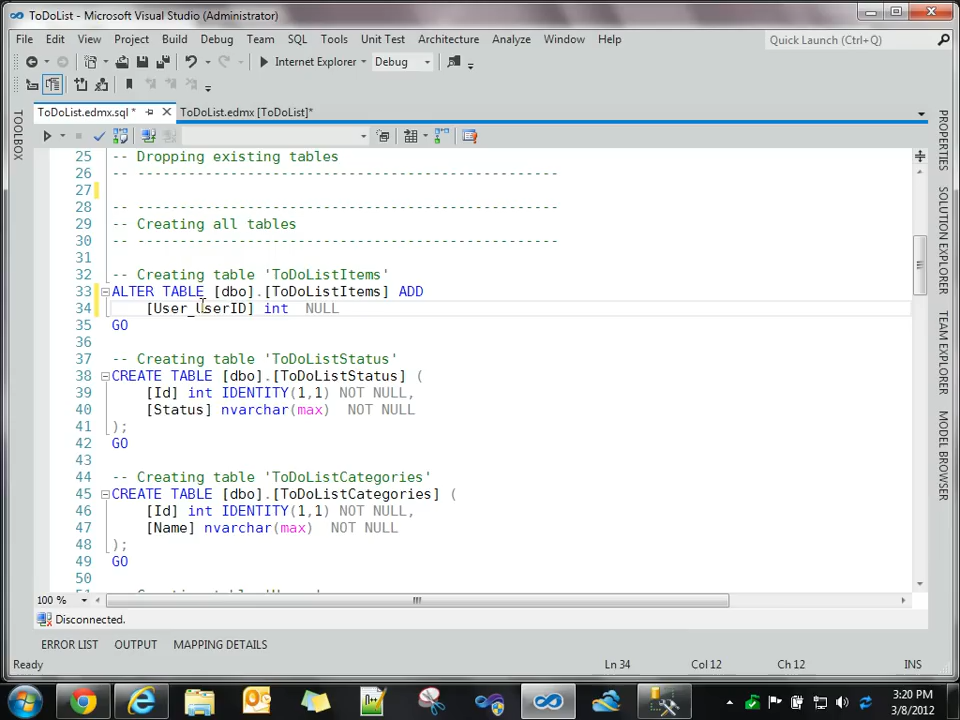 ToDoList - Microsoft Visual Studio (Administrator)
File Edit View Project Build Debug Team SQL Tools Unit Test Architecture Analyze Window Help
Quick Launch (Ctrl+Q)
Internet Explorer Debug
ToDoList.edmx.sql * ToDoList.edmx [ToDoList]*
TOOLBOX
PROPERTIES
SOLUTION EXPLORER
TEAM EXPLORER
MODEL BROWSER
25 -- Dropping existing tables
26 -- --------------------------------------------------
27
28 -- --------------------------------------------------
29 -- Creating all tables
30 -- --------------------------------------------------
31
32 -- Creating table 'ToDoListItems'
33 ALTER TABLE [dbo].[ToDoListItems] ADD
34 [User_UserID] int  NULL
35 GO
36
37 -- Creating table 'ToDoListStatus'
38 CREATE TABLE [dbo].[ToDoListStatus] (
39 [Id] int IDENTITY(1,1) NOT NULL,
40 [Status] nvarchar(max)  NOT NULL
41 );
42 GO
43
44 -- Creating table 'ToDoListCategories'
45 CREATE TABLE [dbo].[ToDoListCategories] (
46 [Id] int IDENTITY(1,1) NOT NULL,
47 [Name] nvarchar(max)  NOT NULL
48 );
49 GO
50
100 %
Disconnected.
ERROR LIST OUTPUT MAPPING DETAILS
Ready Ln 34 Col 12 Ch 12 INS
3:20 PM
3/8/2012